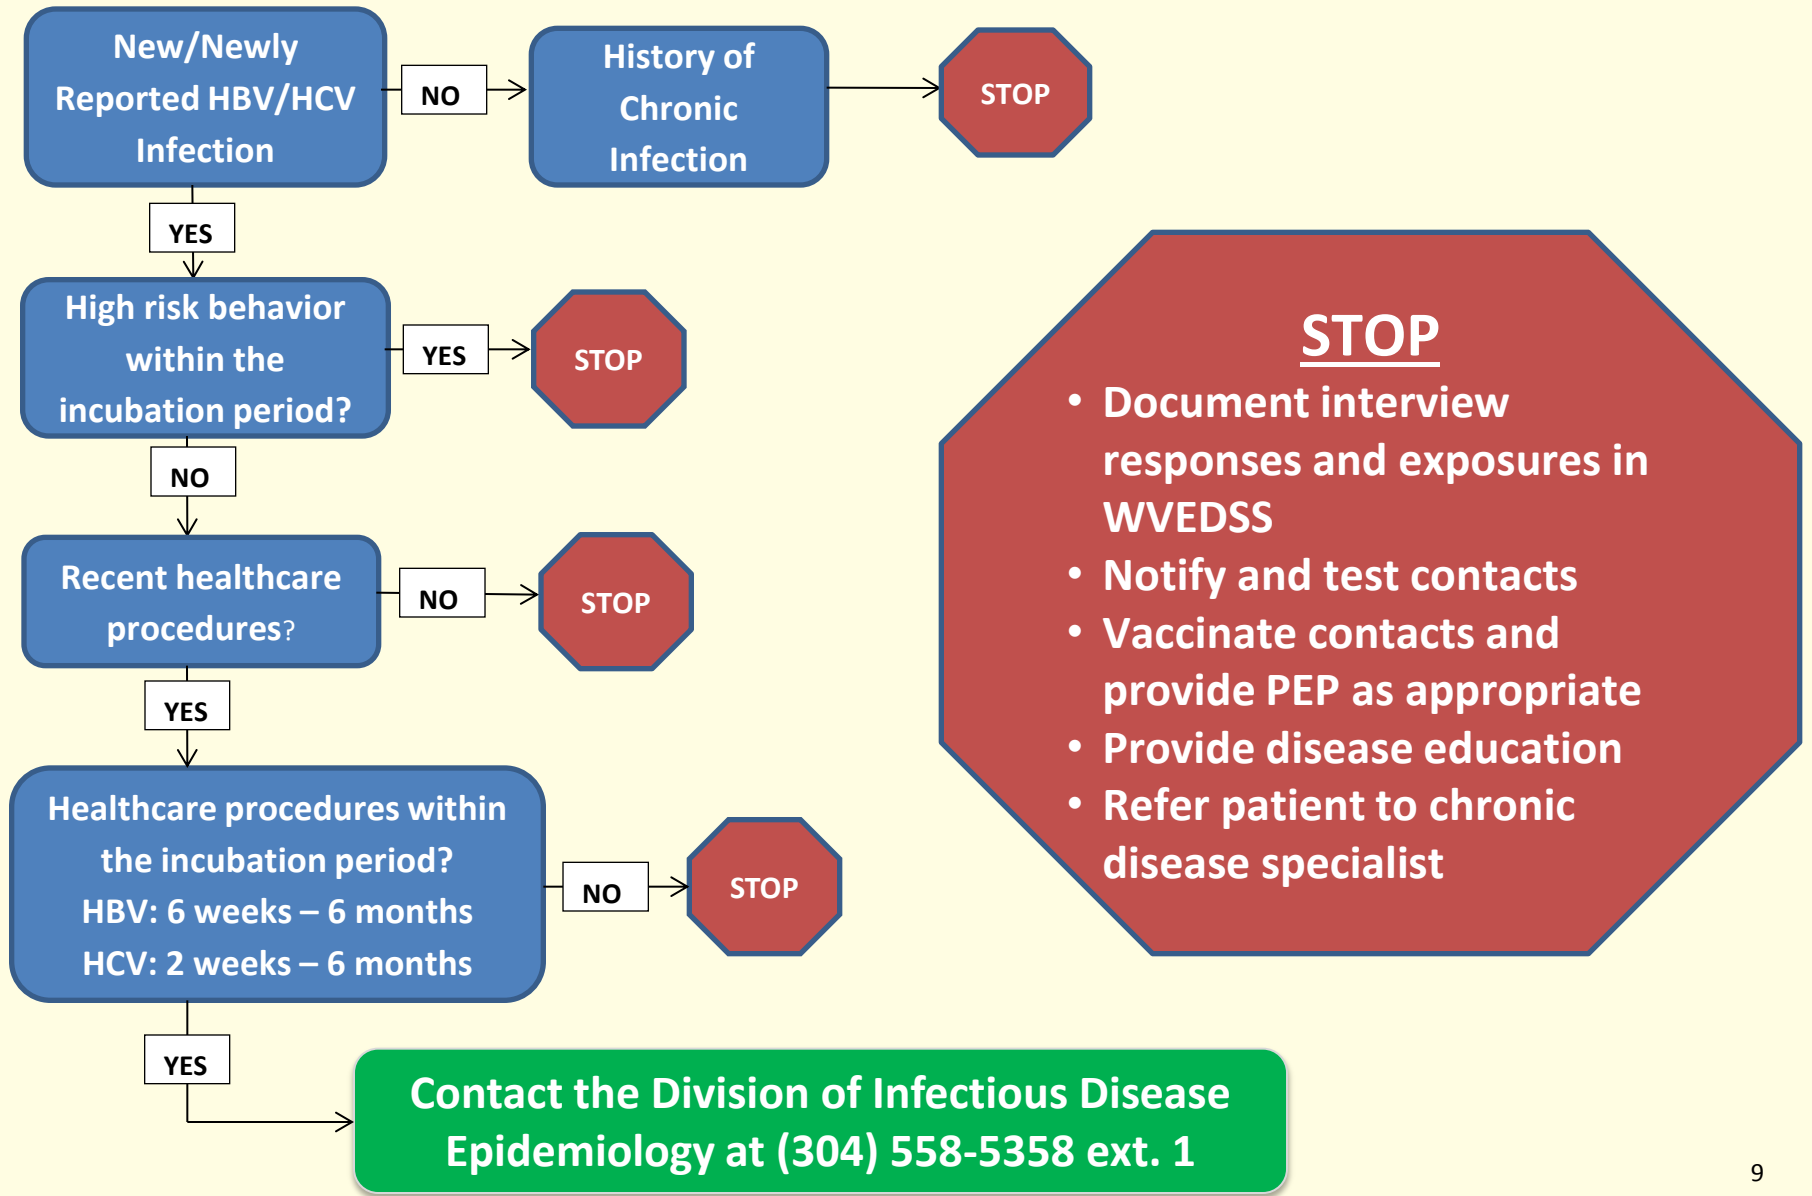 New/Newly
Reported HBV/HCV
Infection
NO
History of
Chronic
Infection
STOP
YES
High risk behavior
within the
incubation period?
YES
STOP
NO
Recent healthcare
procedures?
NO
STOP
YES
Healthcare procedures within
the incubation period?
HBV: 6 weeks – 6 months
HCV: 2 weeks – 6 months
NO
STOP
YES
Contact the Division of Infectious Disease
Epidemiology at (304) 558-5358 ext. 1
STOP
• Document interview
responses and exposures in
WVEDSS
• Notify and test contacts
• Vaccinate contacts and
provide PEP as appropriate
• Provide disease education
• Refer patient to chronic
disease specialist
9